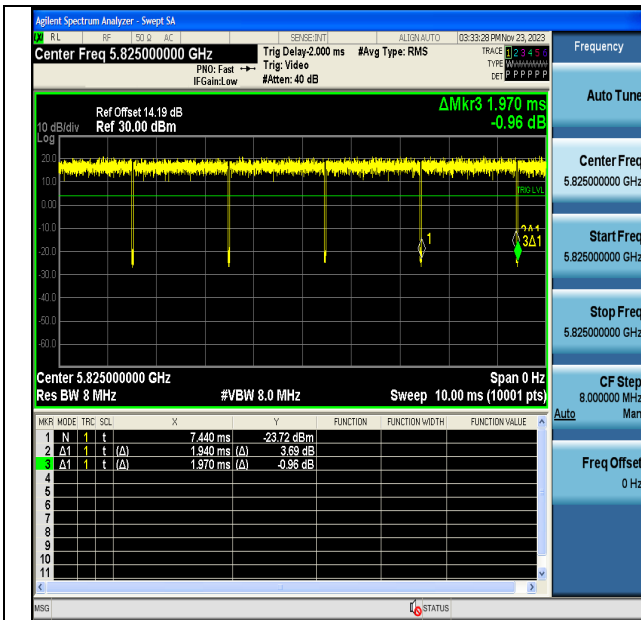 Agilent Spectrum Analyzer - Swept SA
RL RF 50 Ω AC SENSE:INT ALIGN AUTO 03:33:28 PM Nov 23, 2023
Center Freq 5.825000000 GHz Trig Delay-2.000 ms #Avg Type: RMS TRACE 1 2 3 4 5 6
PNO: Fast Trig: Video TYPE
IFGain:Low #Atten: 40 dB DET P P P P P P
Frequency
Auto Tune
Ref Offset 14.19 dB ΔMkr3 1.970 ms
10 dB/div Ref 30.00 dBm -0.96 dB
Log
20.0
10.0
TRIG LVL
0.00
-10.0
2Δ1
1 3Δ1
-20.0
-30.0
-40.0
-50.0
-60.0
Center 5.825000000 GHz Span 0 Hz
Res BW 8 MHz #VBW 8.0 MHz Sweep 10.00 ms (10001 pts)
Center Freq
5.825000000 GHz
Start Freq
5.825000000 GHz
Stop Freq
5.825000000 GHz
CF Step
8.000000 MHz
Auto Man
Freq Offset
0 Hz
MKR MODE TRC SCL X Y FUNCTION FUNCTION WIDTH FUNCTION VALUE
1 N 1 t 7.440 ms -23.72 dBm
2 Δ1 1 t (Δ) 1.940 ms (Δ) 3.69 dB
3 Δ1 1 t (Δ) 1.970 ms (Δ) -0.96 dB
4
5
6
7
8
9
10
11
MSG STATUS